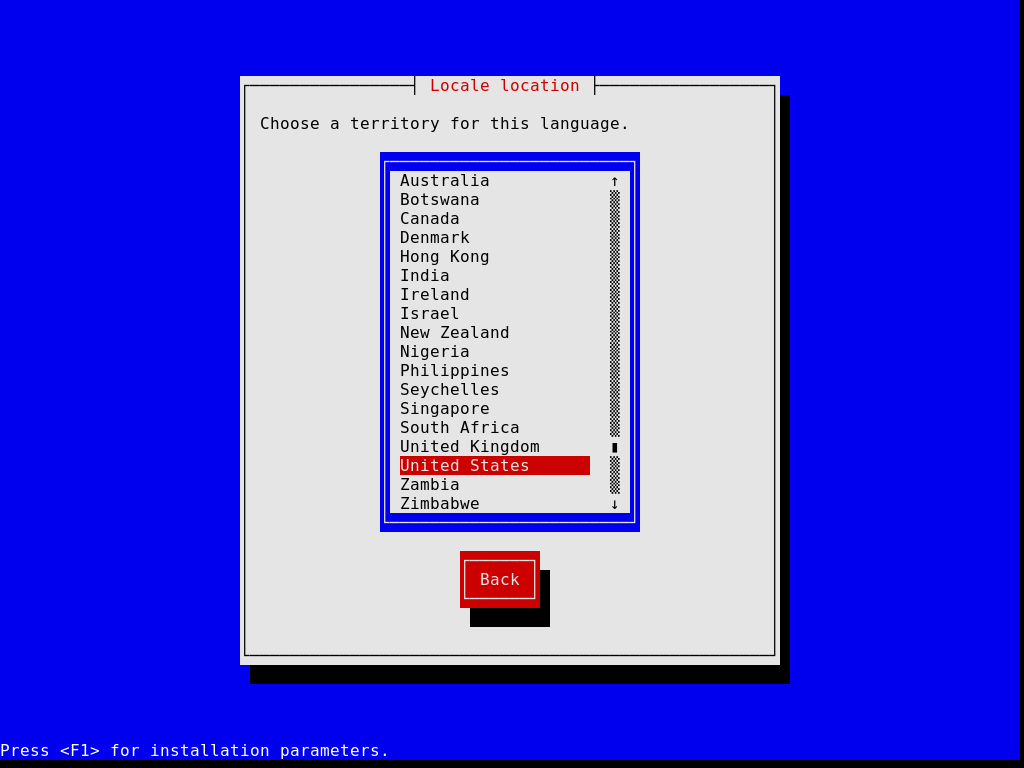 Locale location
Choose a territory for this language.
Australia ↑
Botswana
Canada
Denmark
Hong Kong
India
Ireland
Israel
New Zealand
Nigeria
Philippines
Seychelles
Singapore
South Africa
United Kingdom
United States
Zambia
Zimbabwe ↓
Back
Press <F1> for installation parameters.